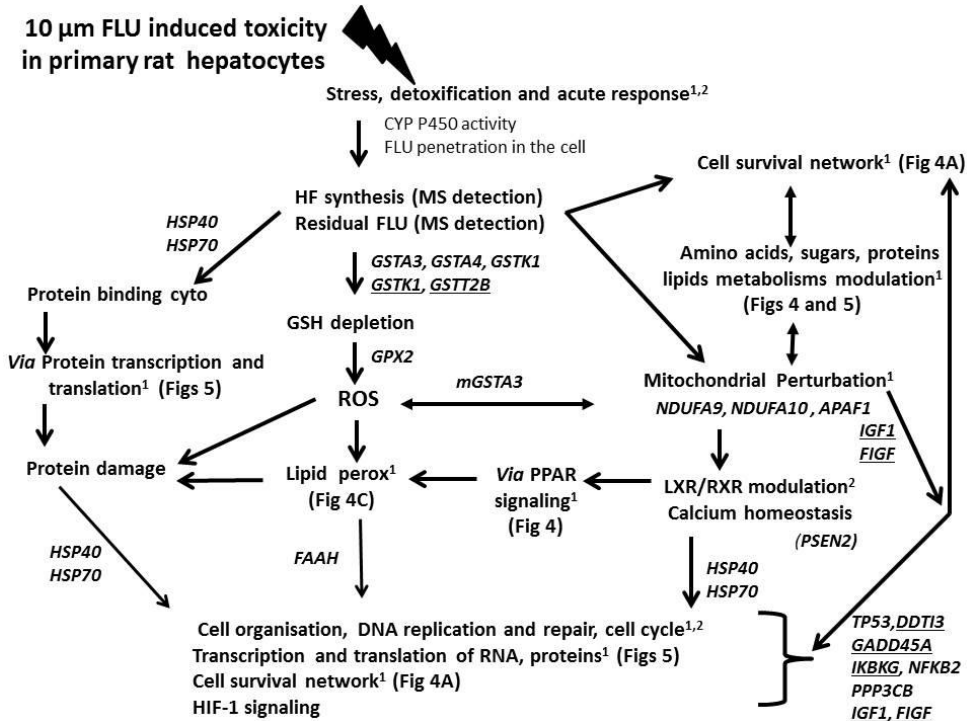 10 µm FLU induced toxicity
in primary rat hepatocytes
Stress, detoxification and acute response1,2
CYP P450 activity
FLU penetration in the cell
Cell survival network1 (Fig 4A)
HF synthesis (MS detection)
Residual FLU (MS detection)
HSP40
HSP70
GSTA3, GSTA4, GSTK1
GSTK1, GSTT2B
Amino acids, sugars, proteins
lipids metabolisms modulation1
(Figs 4 and 5)
Protein binding cyto
GSH depletion
GPX2
Via Protein transcription and
translation1 (Figs 5)
ROS
mGSTA3
Mitochondrial Perturbation1
NDUFA9, NDUFA10 , APAF1
IGF1
FIGF
Protein damage
Lipid perox1
(Fig 4C)
Via PPAR
signaling1
(Fig 4)
LXR/RXR modulation2
Calcium homeostasis
(PSEN2)
HSP40
HSP70
FAAH
HSP40
HSP70
Cell organisation, DNA replication and repair, cell cycle1,2
Transcription and translation of RNA, proteins1 (Figs 5)
Cell survival network1 (Fig 4A)
HIF-1 signaling
TP53,DDTI3
GADD45A
IKBKG, NFKB2
PPP3CB
IGF1, FIGF